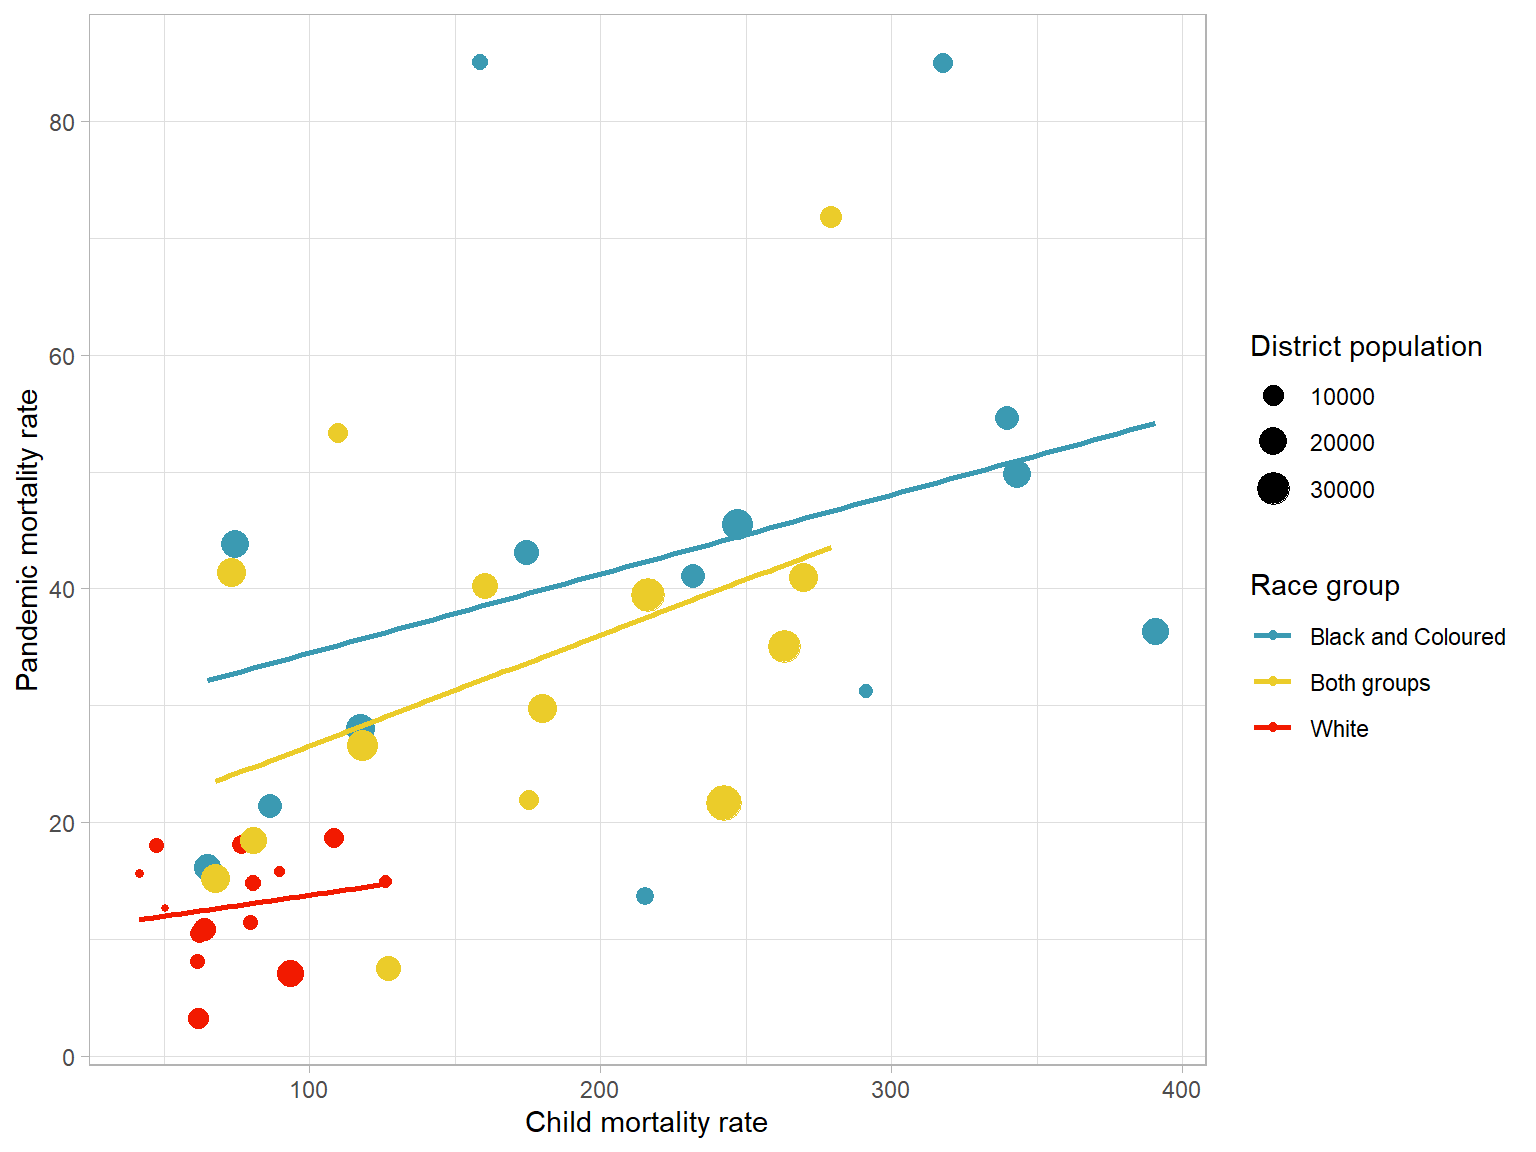 80
60
40
20
0
Pandemic mortality rate
100 200 300 400
Child mortality rate
District population
10000
20000
30000
Race group
Black and Coloured
Both groups
White